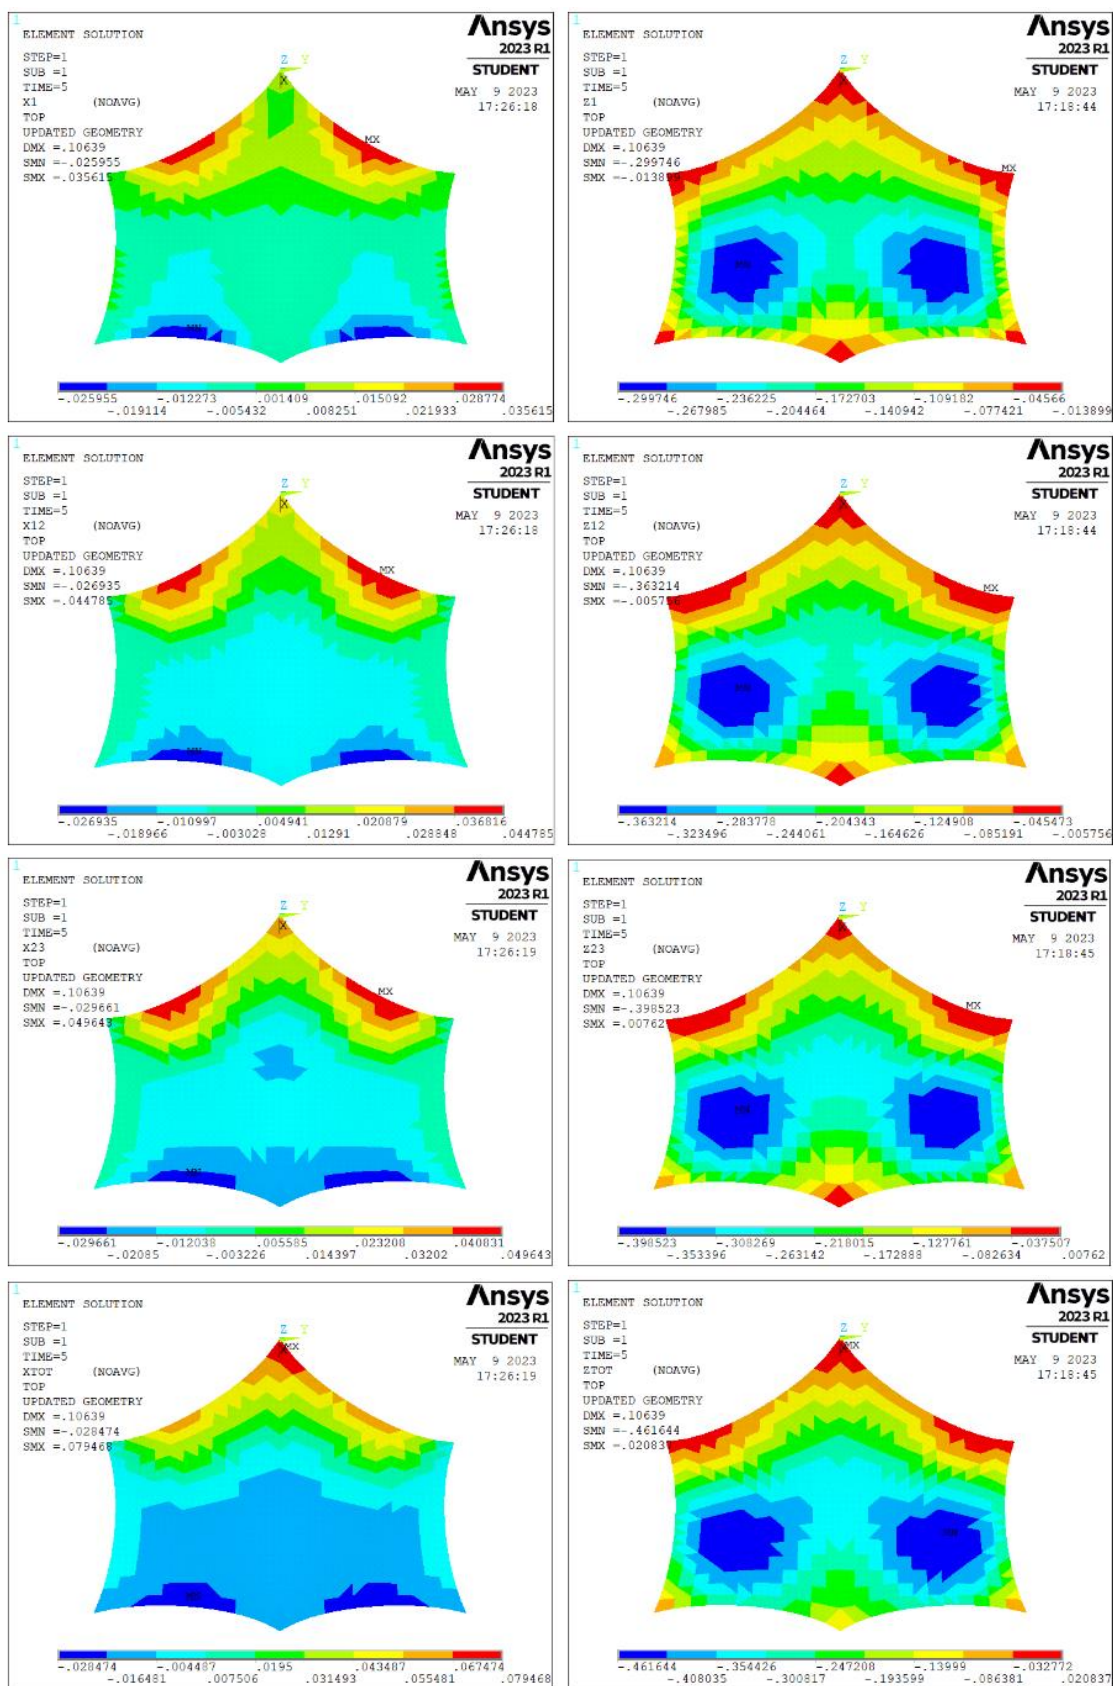 1
ELEMENT SOLUTION
STEP=1
SUB =1
TIME=5
X1 (NOAVG)
TOP
UPDATED GEOMETRY
DMX =.10639
SMN =-.025955
SMX =.035615
Ansys
2023 R1
STUDENT
MAY 9 2023
17:26:18
Z Y
X
MX
MN
-.025955 -.012273 .001409 .015092 .028774
-.019114 -.005432 .008251 .021933 .035615
1
ELEMENT SOLUTION
STEP=1
SUB =1
TIME=5
Z1 (NOAVG)
TOP
UPDATED GEOMETRY
DMX =.10639
SMN =-.299746
SMX =-.013899
Ansys
2023 R1
STUDENT
MAY 9 2023
17:18:44
Z Y
X
MX
MN
-.299746 -.236225 -.172703 -.109182 -.04566
-.267985 -.204464 -.140942 -.077421 -.013899
1
ELEMENT SOLUTION
STEP=1
SUB =1
TIME=5
X12 (NOAVG)
TOP
UPDATED GEOMETRY
DMX =.10639
SMN =-.026935
SMX =.044785
Ansys
2023 R1
STUDENT
MAY 9 2023
17:26:18
Z Y
X
MX
MN
-.026935 -.010997 .004941 .020879 .036816
-.018966 -.003028 .01291 .028848 .044785
1
ELEMENT SOLUTION
STEP=1
SUB =1
TIME=5
Z12 (NOAVG)
TOP
UPDATED GEOMETRY
DMX =.10639
SMN =-.363214
SMX =-.005756
Ansys
2023 R1
STUDENT
MAY 9 2023
17:18:44
Z Y
X
MX
MN
-.363214 -.283778 -.204343 -.124908 -.045473
-.323496 -.244061 -.164626 -.085191 -.005756
1
ELEMENT SOLUTION
STEP=1
SUB =1
TIME=5
X23 (NOAVG)
TOP
UPDATED GEOMETRY
DMX =.10639
SMN =-.029661
SMX =.049643
Ansys
2023 R1
STUDENT
MAY 9 2023
17:26:19
Z Y
X
MX
MN
-.029661 -.012038 .005585 .023208 .040831
-.02085 -.003226 .014397 .03202 .049643
1
ELEMENT SOLUTION
STEP=1
SUB =1
TIME=5
Z23 (NOAVG)
TOP
UPDATED GEOMETRY
DMX =.10639
SMN =-.398523
SMX =.00762
Ansys
2023 R1
STUDENT
MAY 9 2023
17:18:45
Z Y
X
MX
MN
-.398523 -.308269 -.218015 -.127761 -.037507
-.353396 -.263142 -.172888 -.082634 .00762
1
ELEMENT SOLUTION
STEP=1
SUB =1
TIME=5
XTOT (NOAVG)
TOP
UPDATED GEOMETRY
DMX =.10639
SMN =-.028474
SMX =.079468
Ansys
2023 R1
STUDENT
MAY 9 2023
17:26:19
Z Y
X
MX
MN
-.028474 -.004487 .0195 .043487 .067474
-.016481 .007506 .031493 .055481 .079468
1
ELEMENT SOLUTION
STEP=1
SUB =1
TIME=5
ZTOT (NOAVG)
TOP
UPDATED GEOMETRY
DMX =.10639
SMN =-.461644
SMX =.020837
Ansys
2023 R1
STUDENT
MAY 9 2023
17:18:45
Z Y
X
MX
MN
-.461644 -.354426 -.247208 -.13999 -.032772
-.408035 -.300817 -.193599 -.086381 .020837